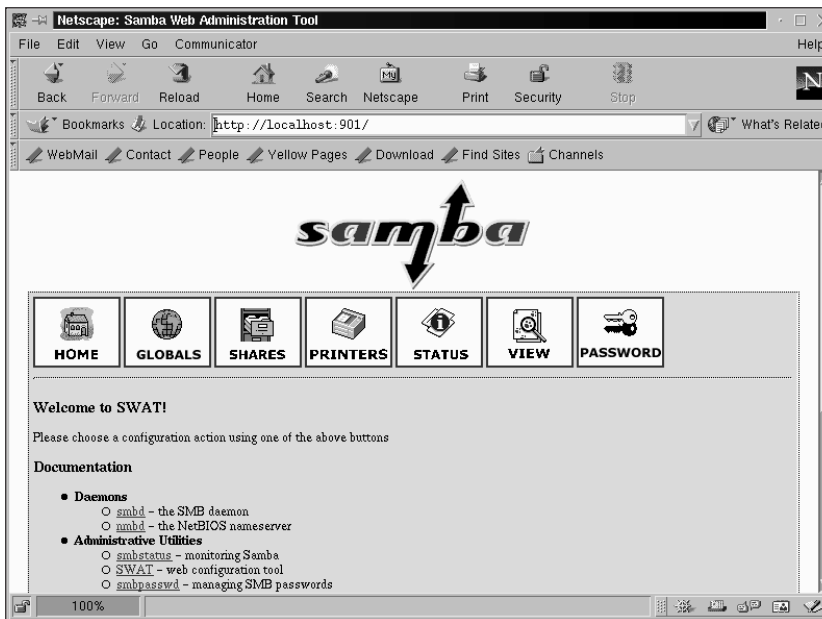 Netscape: Samba Web Administration Tool
File Edit View Go Communicator Help
Back Forward Reload Home Search Netscape Print Security Stop
My
N
Bookmarks Location: http://localhost:901/ What's Related
WebMail Contact People Yellow Pages Download Find Sites Channels
samba
HOME GLOBALS SHARES PRINTERS STATUS VIEW PASSWORD
Welcome to SWAT!
Please choose a configuration action using one of the above buttons
Documentation
Daemons
smbd – the SMB daemon
nmbd – the NetBIOS nameserver
Administrative Utilities
smbstatus – monitoring Samba
SWAT – web configuration tool
smbpasswd – managing SMB passwords
100%